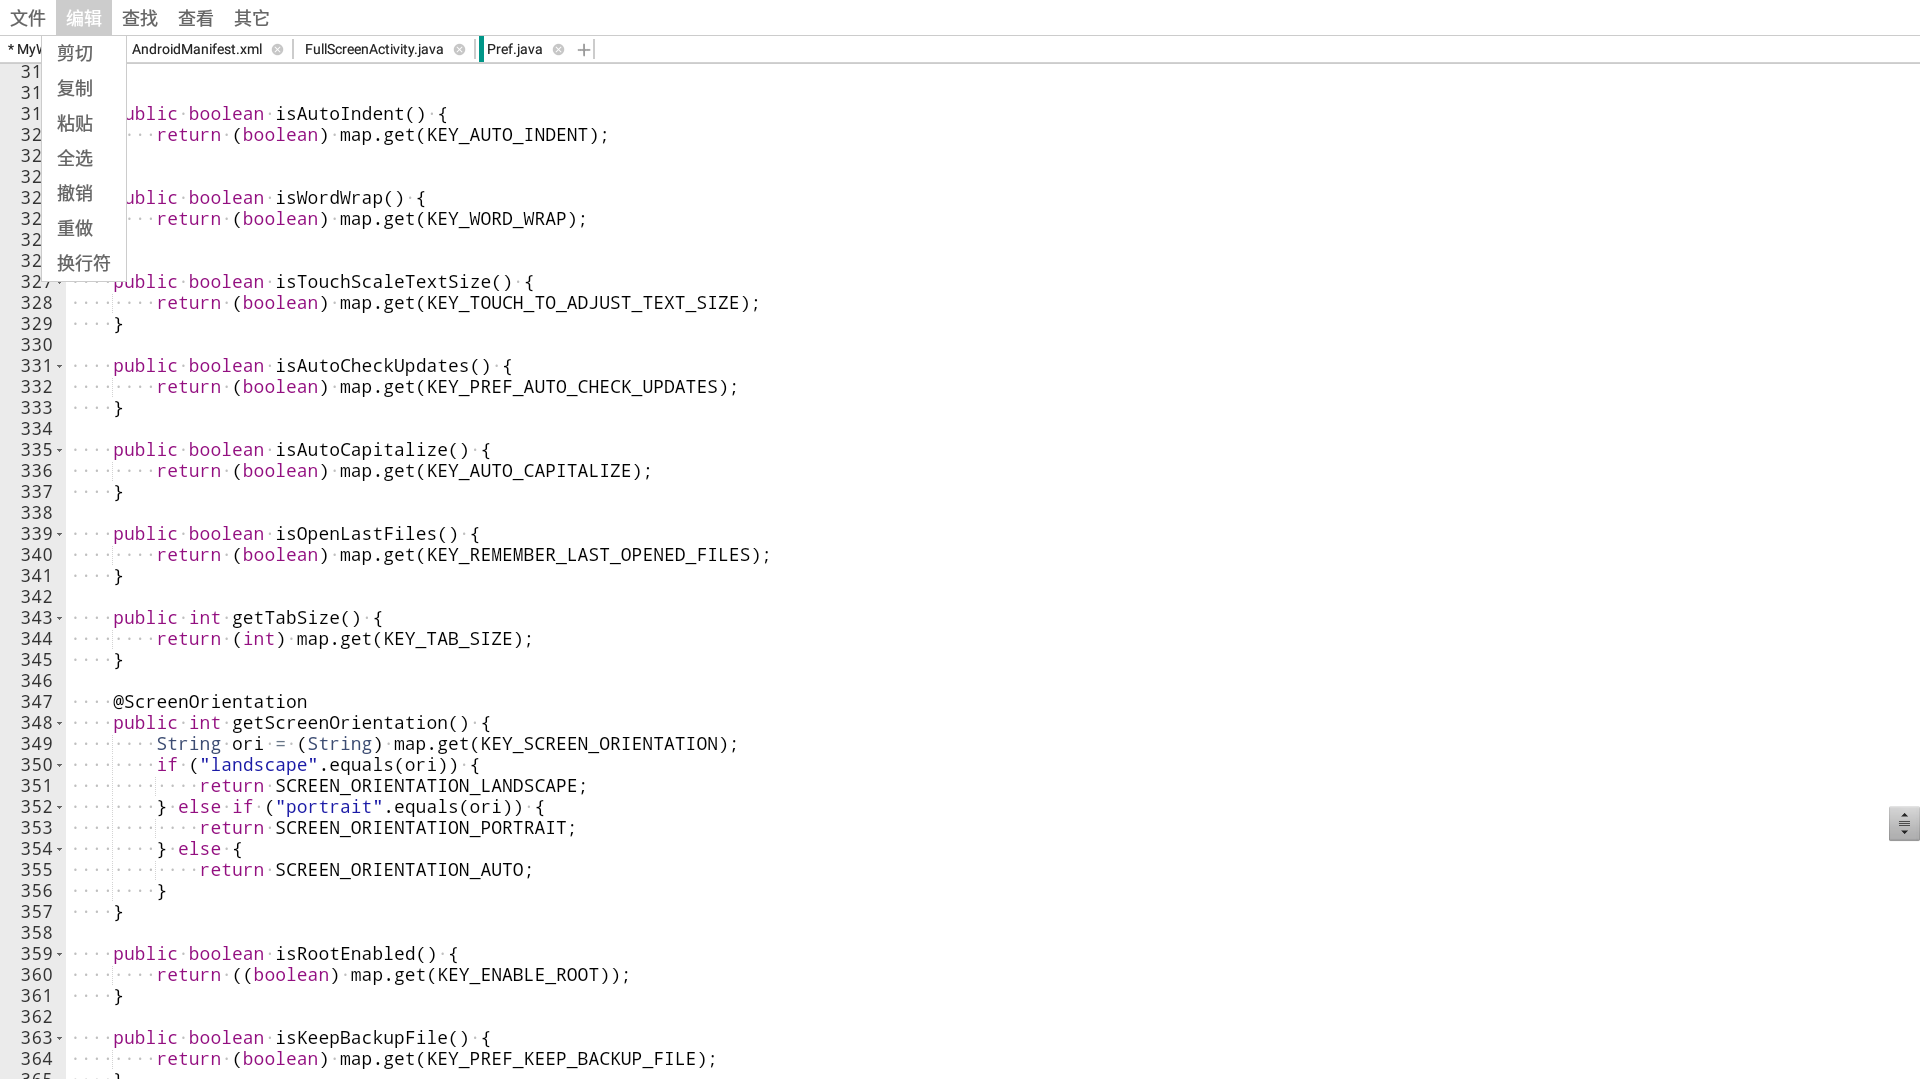 文件 编辑 查找 查看 其它
* MyW AndroidManifest.xml FullScreenActivity.java Pref.java
剪切
复制
粘贴
全选
撤销
重做
换行符
31
31
31 ublic boolean isAutoIndent() {
32 return (boolean) map.get(KEY_AUTO_INDENT);
32
32
32 ublic boolean isWordWrap() {
32 return (boolean) map.get(KEY_WORD_WRAP);
32
32
327 public boolean isTouchScaleTextSize() {
328 return (boolean) map.get(KEY_TOUCH_TO_ADJUST_TEXT_SIZE);
329 }
330
331 public boolean isAutoCheckUpdates() {
332 return (boolean) map.get(KEY_PREF_AUTO_CHECK_UPDATES);
333 }
334
335 public boolean isAutoCapitalize() {
336 return (boolean) map.get(KEY_AUTO_CAPITALIZE);
337 }
338
339 public boolean isOpenLastFiles() {
340 return (boolean) map.get(KEY_REMEMBER_LAST_OPENED_FILES);
341 }
342
343 public int getTabSize() {
344 return (int) map.get(KEY_TAB_SIZE);
345 }
346
347 @ScreenOrientation
348 public int getScreenOrientation() {
349 String ori = (String) map.get(KEY_SCREEN_ORIENTATION);
350 if ("landscape".equals(ori)) {
351 return SCREEN_ORIENTATION_LANDSCAPE;
352 } else if ("portrait".equals(ori)) {
353 return SCREEN_ORIENTATION_PORTRAIT;
354 } else {
355 return SCREEN_ORIENTATION_AUTO;
356 }
357 }
358
359 public boolean isRootEnabled() {
360 return ((boolean) map.get(KEY_ENABLE_ROOT));
361 }
362
363 public boolean isKeepBackupFile() {
364 return (boolean) map.get(KEY_PREF_KEEP_BACKUP_FILE);
365 }